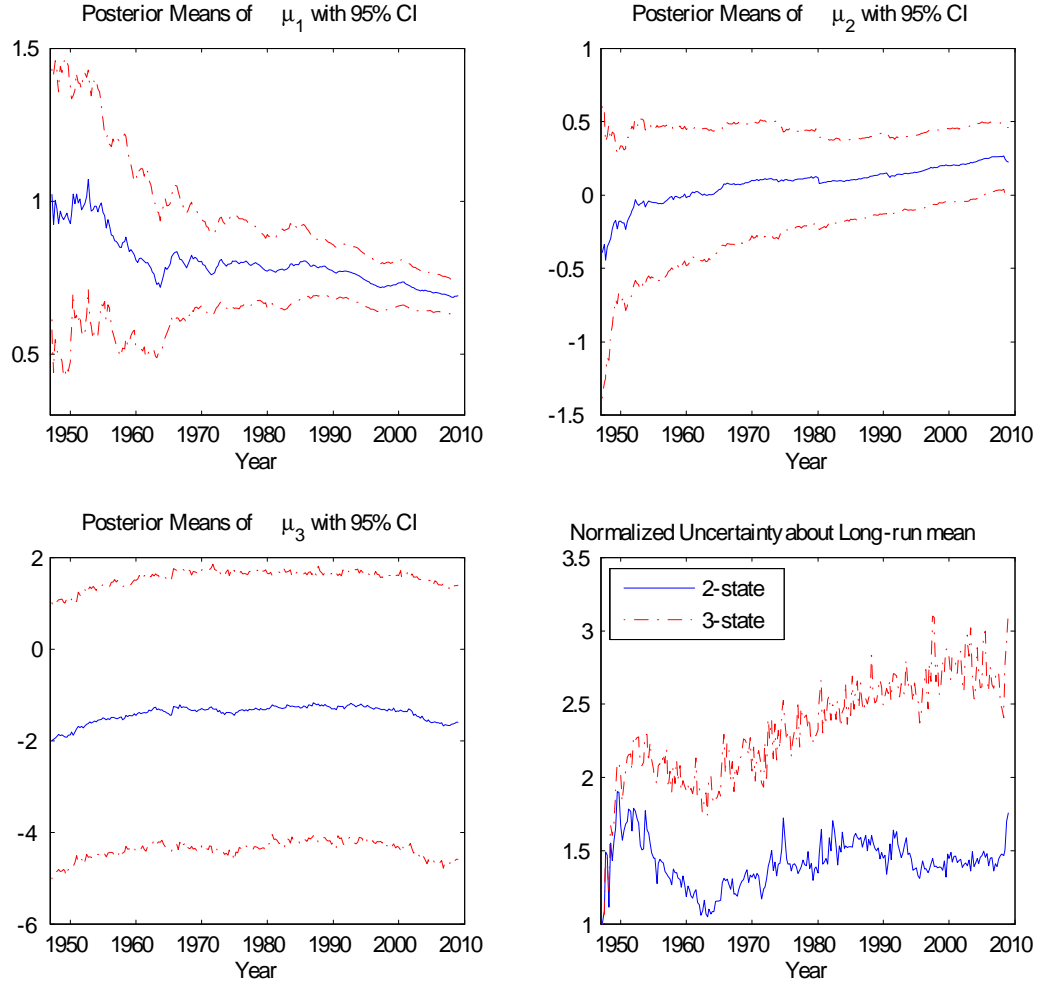 Posterior Means of μ1 with 95% CI
1.5
1
0.5
1950 1960 1970 1980 1990 2000 2010
Year
Posterior Means of μ2 with 95% CI
1
0.5
0
-0.5
-1
-1.5
1950 1960 1970 1980 1990 2000 2010
Year
Posterior Means of μ3 with 95% CI
2
0
-2
-4
-6
1950 1960 1970 1980 1990 2000 2010
Year
Normalized Uncertainty about Long-run mean
3.5
3
2.5
2
1.5
1
2-state
3-state
1950 1960 1970 1980 1990 2000 2010
Year